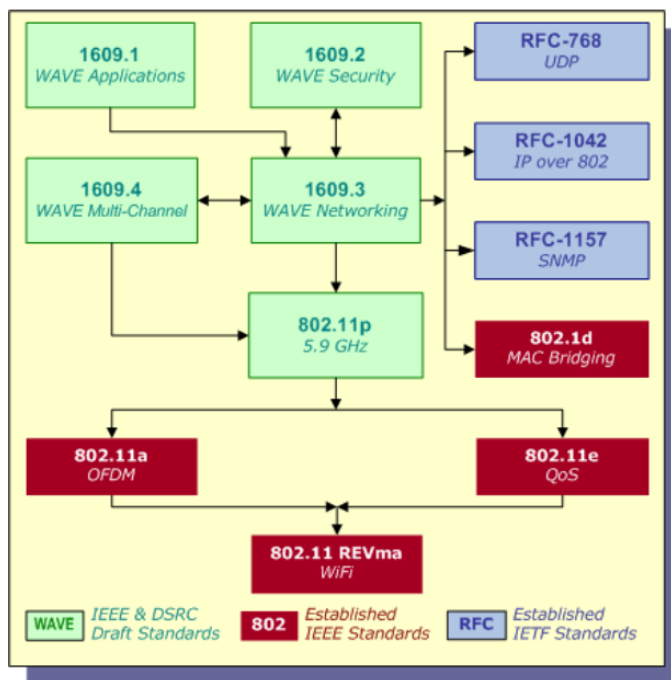 1609.1
WAVE Applications
1609.2
WAVE Security
RFC-768
UDP
RFC-1042
IP over 802
1609.4
WAVE Multi-Channel
1609.3
WAVE Networking
RFC-1157
SNMP
802.11p
5.9 GHz
802.1d
MAC Bridging
802.11a
OFDM
802.11e
QoS
802.11 REVma
WiFi
WAVE
IEEE & DSRC
Draft Standards
802
Established
IEEE Standards
RFC
Established
IETF Standards